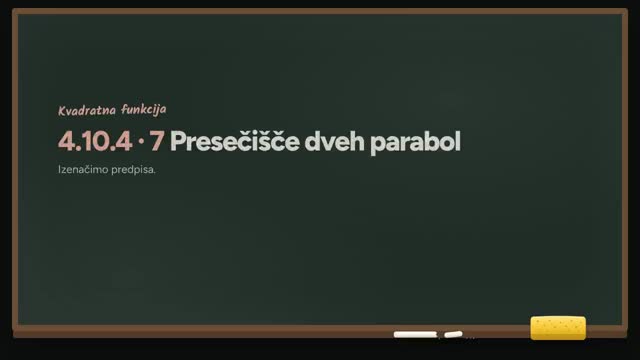 Kvadratna funkcija
4.10.4 · 7 Presečišče dveh parabol
Izenačimo predpisa.